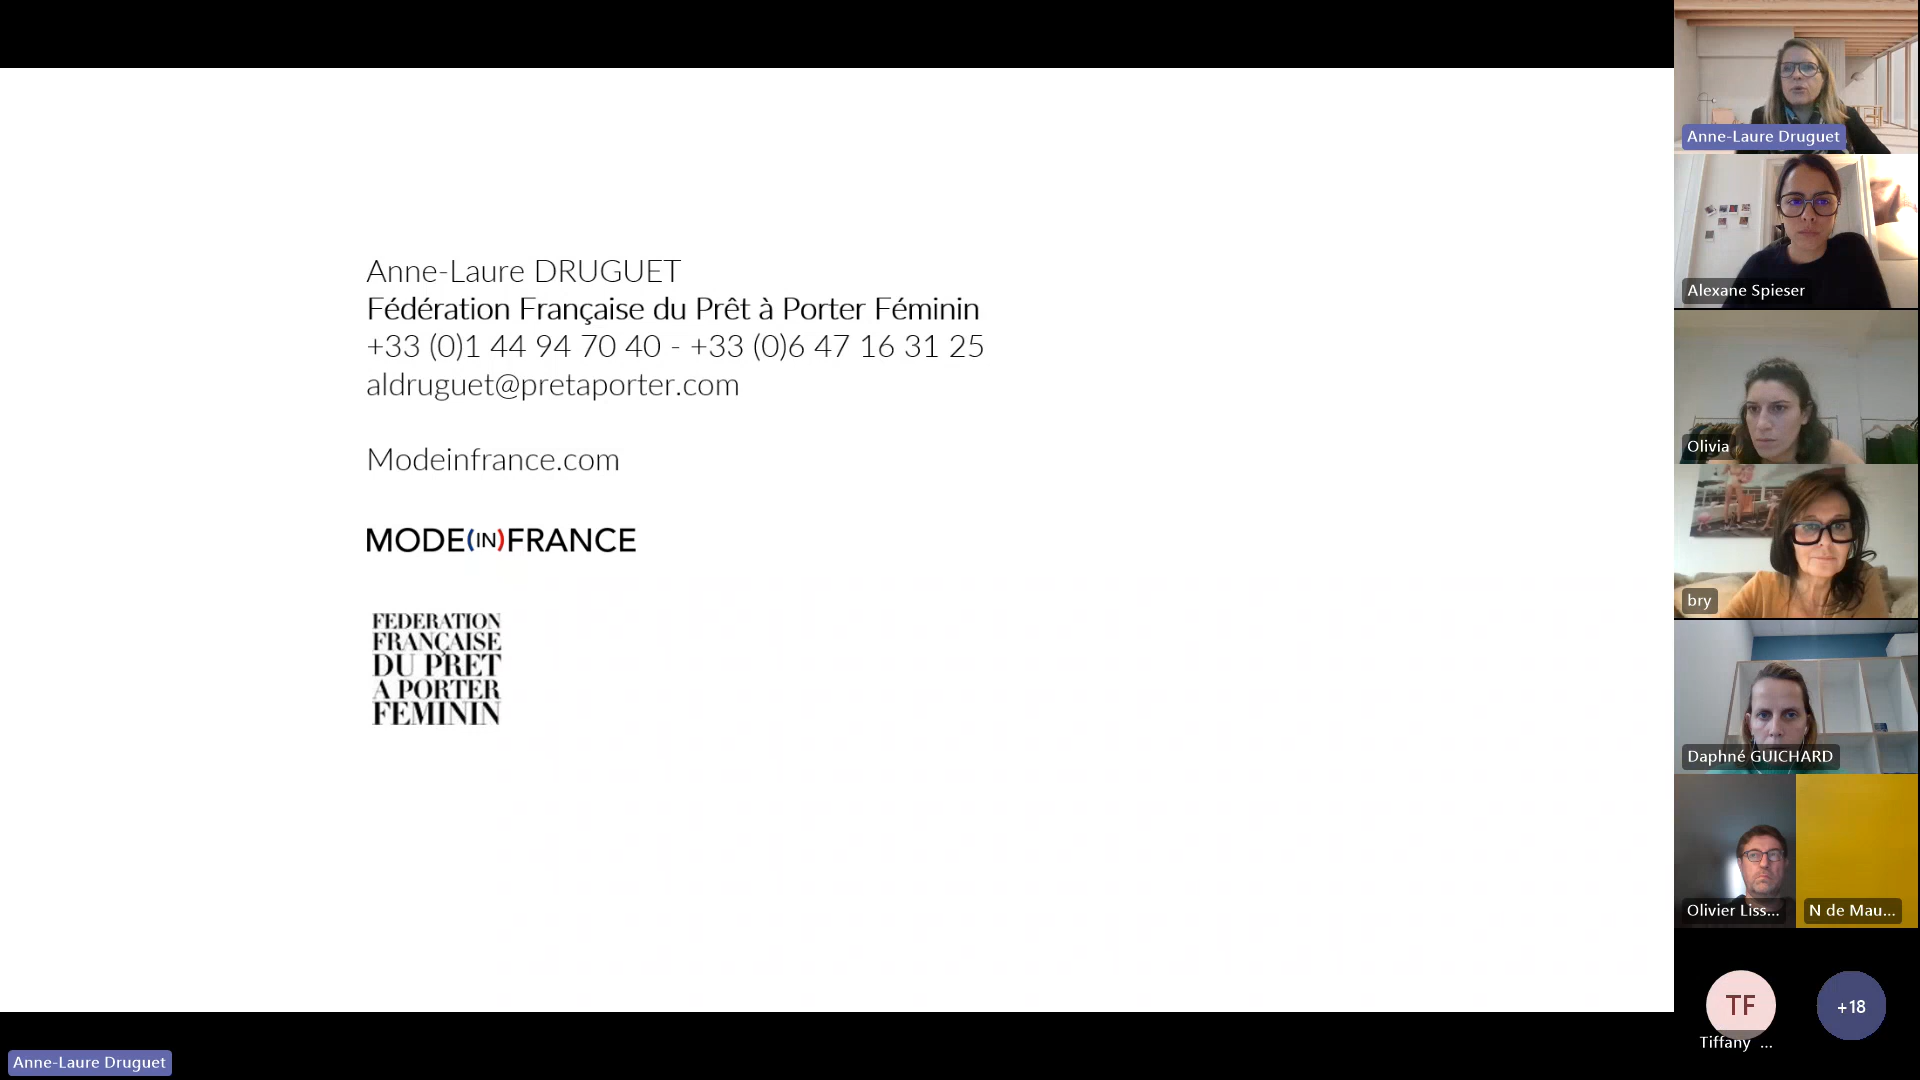 Anne-Laure DRUGUET
Fédération Française du Prêt à Porter Féminin
+33 (0)1 44 94 70 40 - +33 (0)6 47 16 31 25
aldruguet@pretaporter.com
Modeinfrance.com
MODE(IN)FRANCE
FEDERATION
FRANÇAISE
DU PRET
A PORTER
FEMININ
Anne-Laure Druguet
Anne-Laure Druguet
Alexane Spieser
Olivia
bry
Daphné GUICHARD
Olivier Liss...
N de Mau...
TF
Tiffany ...
+18